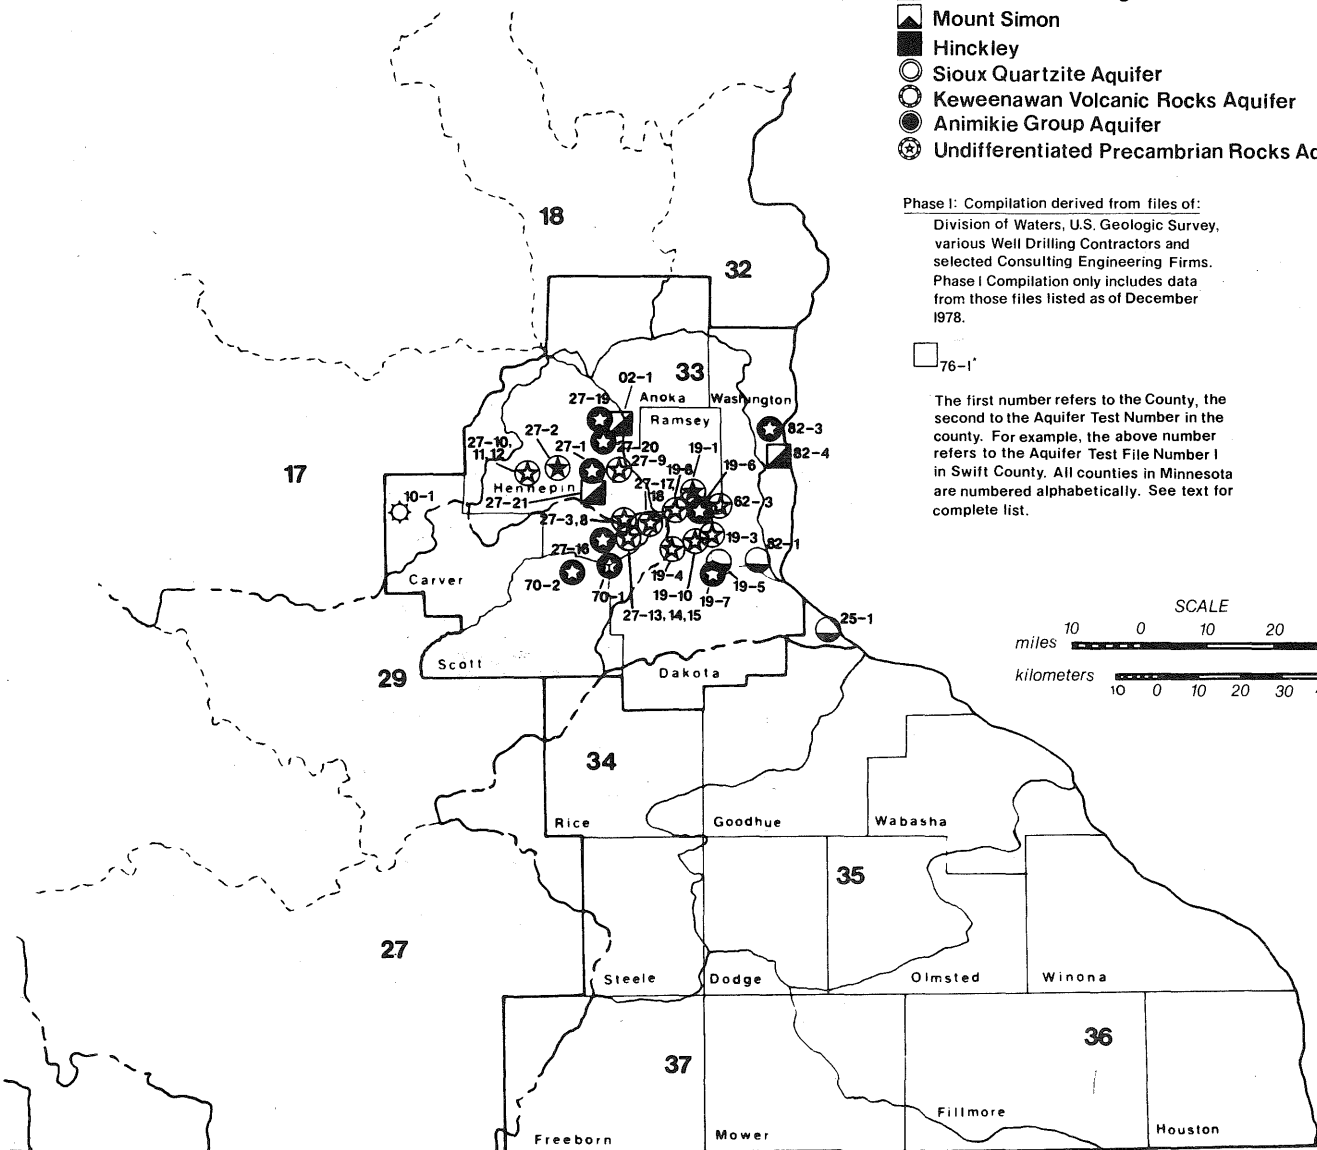 Mount Simon
Hinckley
Sioux Quartzite Aquifer
Keweenawan Volcanic Rocks Aquifer
Animikie Group Aquifer
Undifferentiated Precambrian Rocks
Phase I: Compilation derived from files of:
Division of Waters, U.S. Geologic Survey,
various Well Drilling Contractors and
selected Consulting Engineering Firms.
Phase I Compilation only includes data
from those files listed as of December
1978.
76-I*
The first number refers to the County, the
second to the Aquifer Test Number in the
county. For example, the above number
refers to the Aquifer Test File Number I
in Swift County. All counties in Minnesota
are numbered alphabetically. See text for
complete list.
SCALE
miles 10 0 10 20
kilometers
10 0 10 20 30
18
32
33
02-1
27-19
Anoka
Washington
Ramsey
27-2
82-3
27-10,
11,12
27-1
27-20
19-1
82-4
17
27-9
19-8
19-6
Hennepin
27-17,
18
10-1
27-21
62-3
27-3,8
19-3
27-16
82-1
Carver
70-2
19-4
19-5
70-1
19-10
19-7
27-13,14,15
25-1
Scott
Dakota
29
34
Rice
Goodhue
Wabasha
35
27
Steele
Dodge
Olmsted
Winona
36
37
Fillmore
Houston
Freeborn
Mower